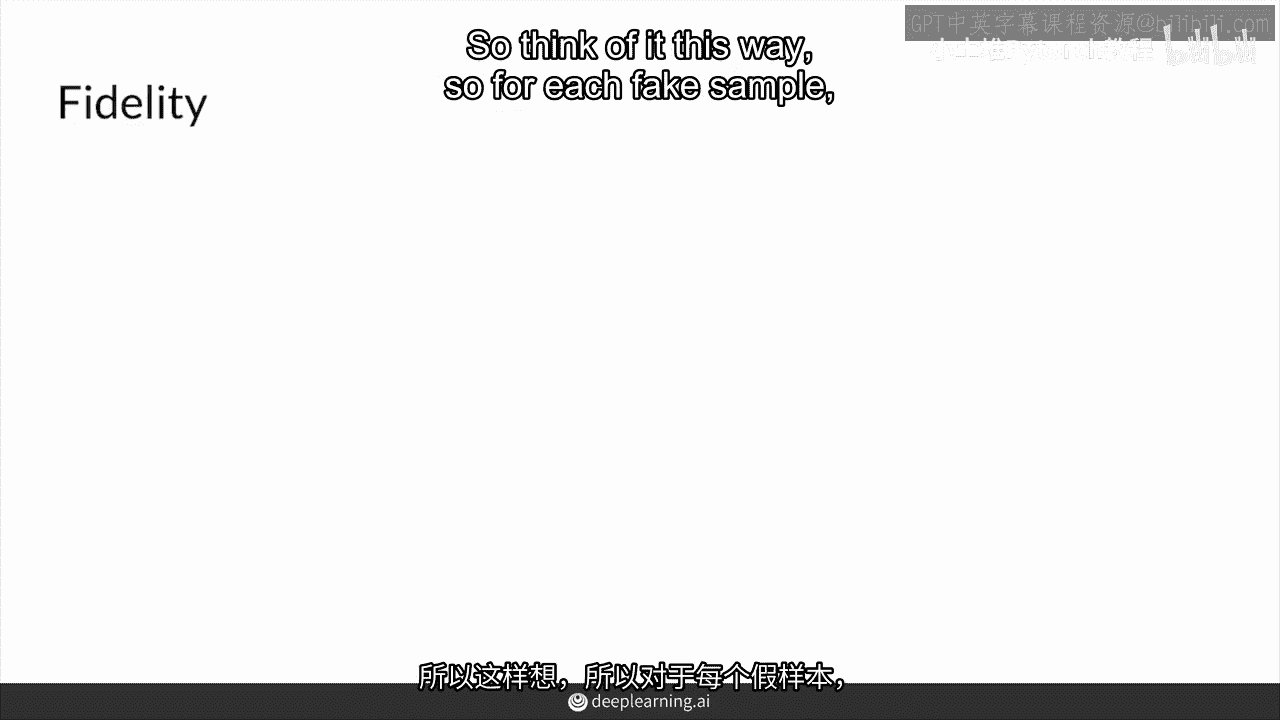 GPT中英字幕课程资源@bilibili.com
So think of it this way,
so for each fake sample,
Fidelity
所以这样想，所以对于每个假样本，
deeplearning.ai